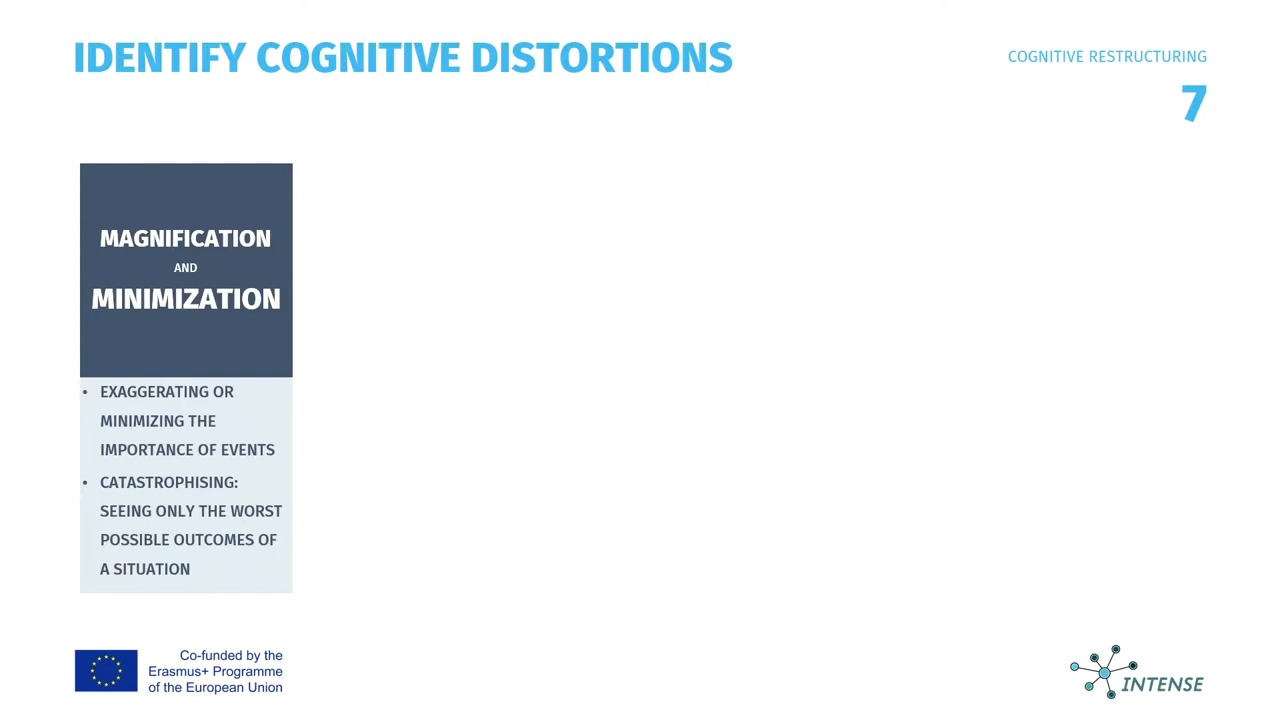 IDENTIFY COGNITIVE DISTORTIONS
COGNITIVE RESTRUCTURING
7
MAGNIFICATION
AND
MINIMIZATION
• EXAGGERATING OR
MINIMIZING THE
IMPORTANCE OF EVENTS
• CATASTROPHISING:
SEEING ONLY THE WORST
POSSIBLE OUTCOMES OF
A SITUATION
Co-funded by the
Erasmus+ Programme
of the European Union
INTENSE